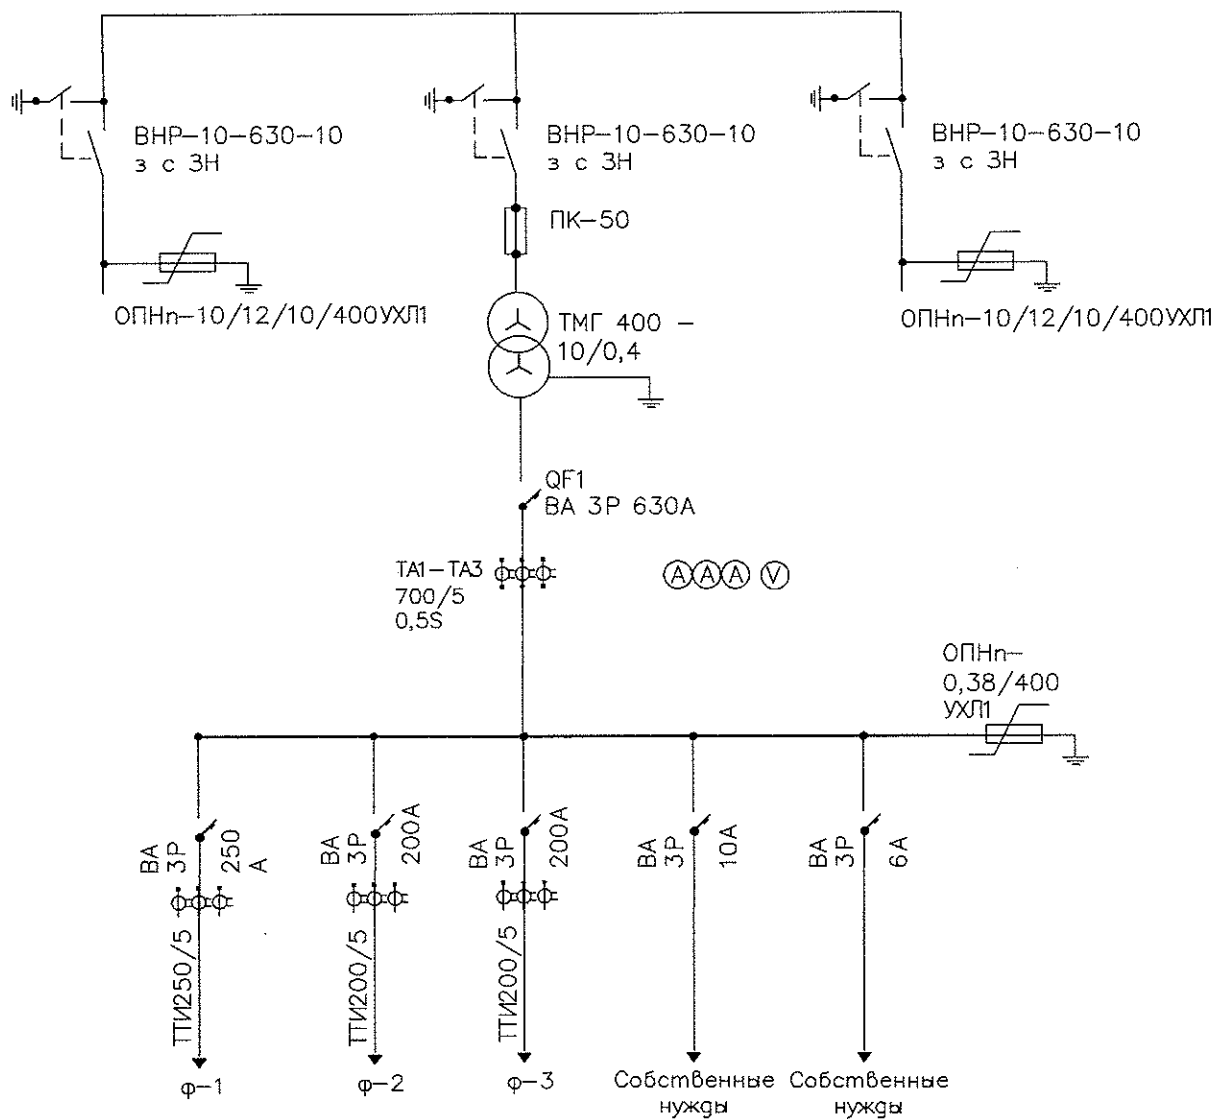 ВНР-10-630-10
з с ЗН
ВНР-10-630-10
з с ЗН
ВНР-10-630-10
з с ЗН
ПК-50
ОПНп-10/12/10/400УХЛ1
ТМГ 400 -
10/0,4
ОПНп-10/12/10/400УХЛ1
QF1
ВА 3Р 630А
ТА1-ТА3
700/5
0,5S
А А А V
ОПНп-
0,38/400
УХЛ1
ВА
3Р
250
А
ВА
3Р
200А
ВА
3Р
200А
ВА
3Р
10А
ВА
3Р
6А
ТТИ250/5
ТТИ200/5
ТТИ200/5
φ-1
φ-2
φ-3
Собственные
нужды
Собственные
нужды